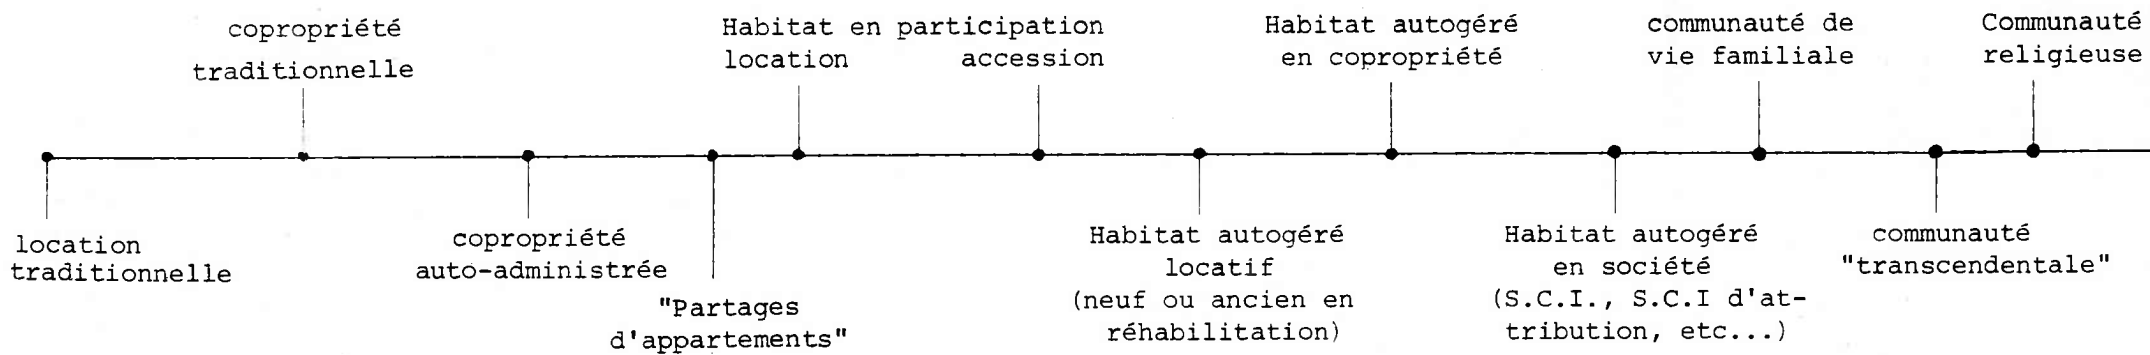 copropriété
traditionnelle
Habitat en participation
location accession
Habitat autogéré
en copropriété
communauté de
vie familiale
Communauté
religieuse
location
traditionnelle
copropriété
auto-administrée
"Partages
d'appartements"
Habitat autogéré
locatif
(neuf ou ancien en
réhabilitation)
Habitat autogéré
en société
(S.C.I., S.C.I d'at-
tribution, etc...)
communauté
"transcendentale"